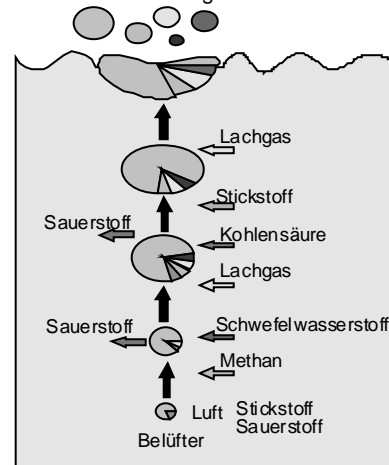 Lachgas
Stickstoff
Sauerstoff
Kohlensäure
Lachgas
Sauerstoff
Schwefelwasserstoff
Methan
Luft Stickstoff
Sauerstoff
Belüfter